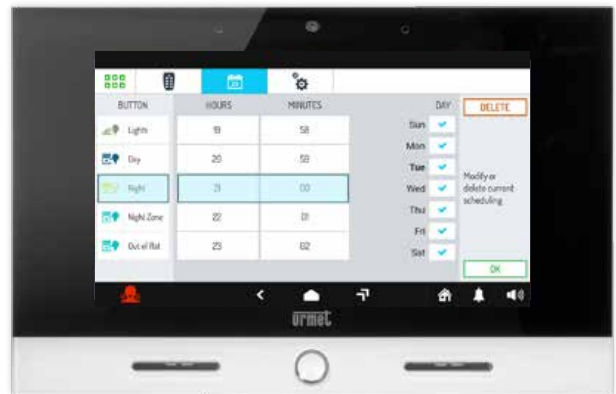 BUTTON HOURS MINUTES DAY DELETE
Lights 19 58 Sun
Mon
Day 20 59 Tue
Night 21 00 Wed
Modify or
delete current
scheduling
Night Zone 22 01 Thu
Fri
Out of flat 23 02 Sat
OK
urmet